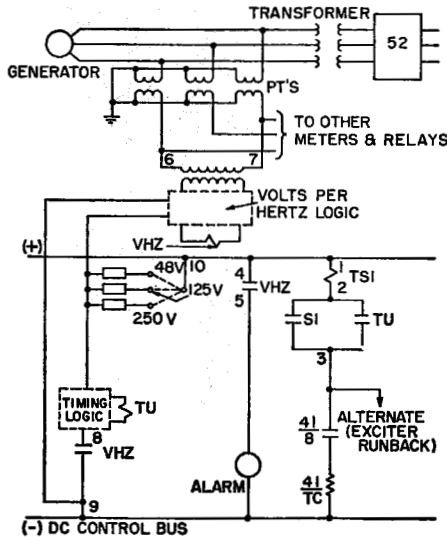 TRANSFORMER
52
GENERATOR
PT'S
TO OTHER
METERS & RELAYS
6 7
VOLTS PER
HERTZ LOGIC
VHZ
(+)
48V 10
125V
250 V
4
VHZ
5
1
TSI
2
SI
TU
3
TIMING
LOGIC
TU
8
VHZ
ALTERNATE
(EXCITER
RUNBACK)
41
8
ALARM
41
TC
9
(-) DC CONTROL BUS